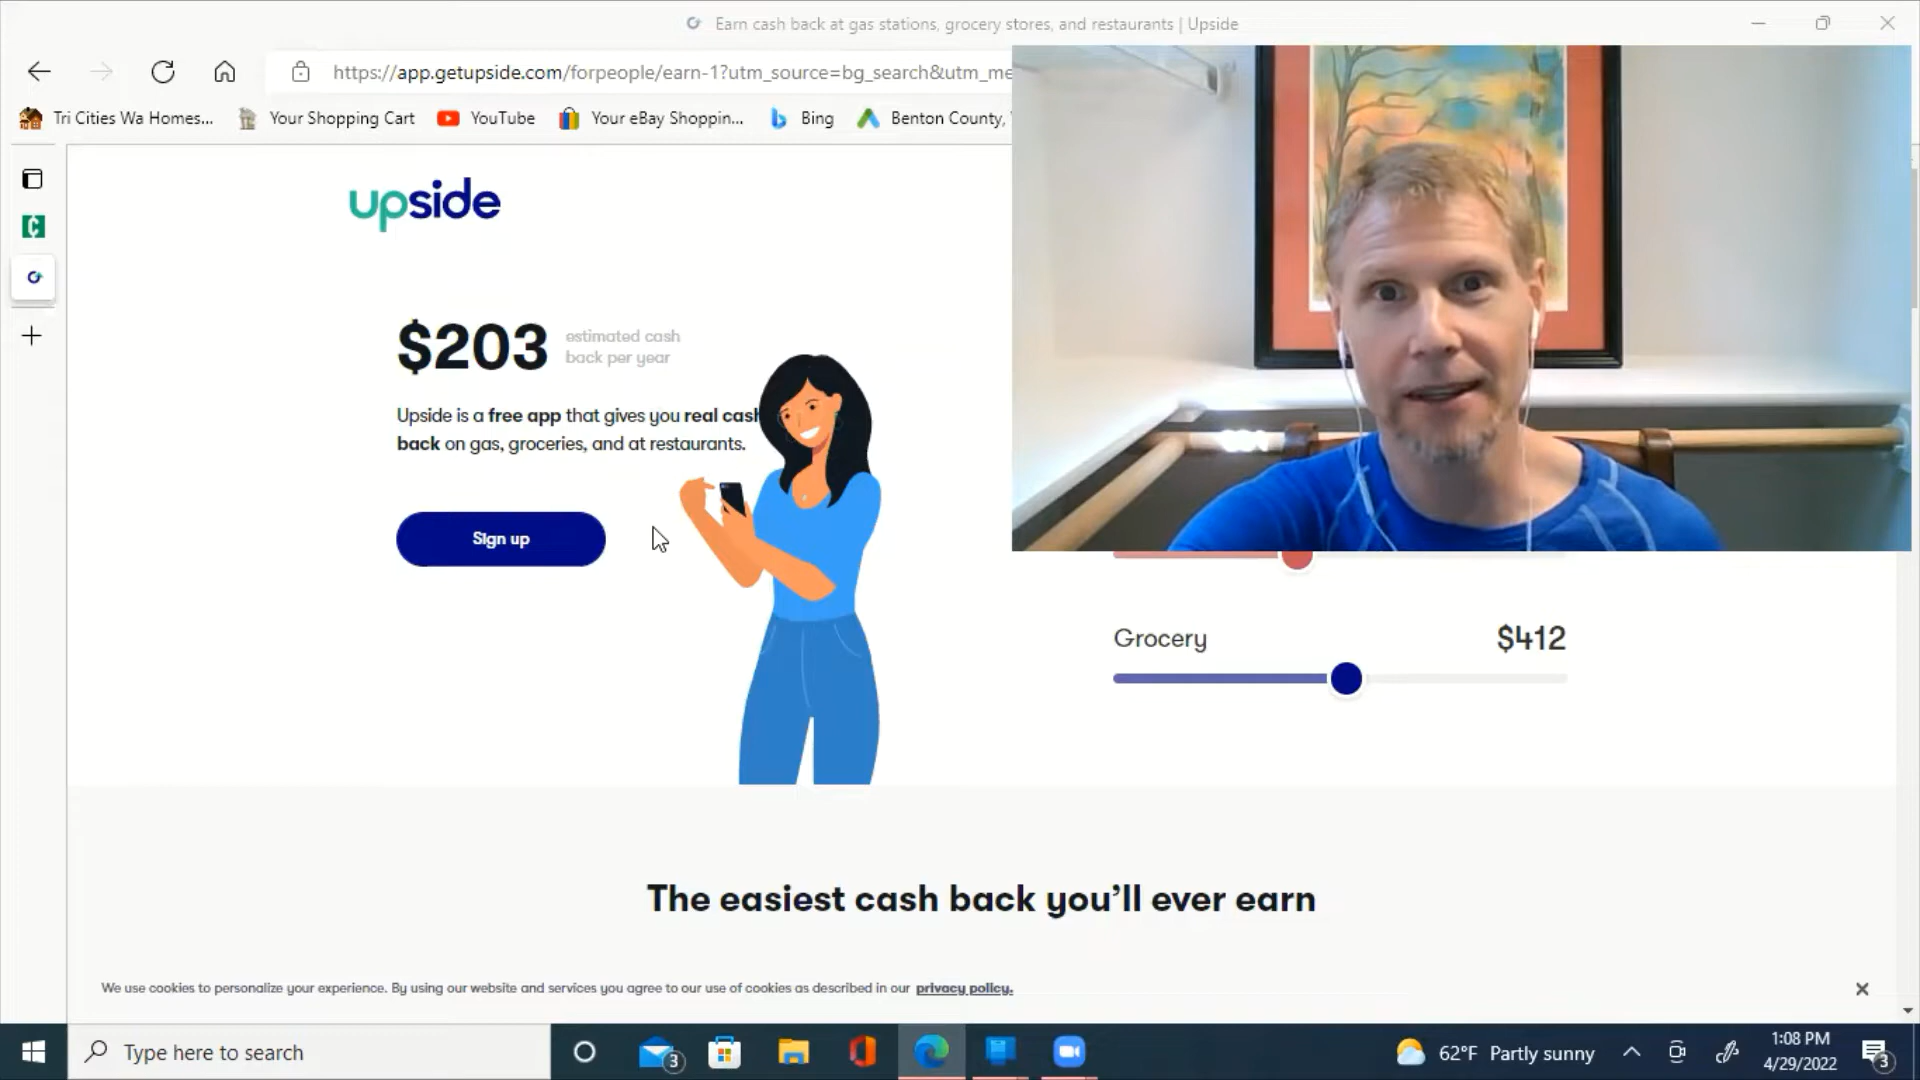 Earn cash back at gas stations, grocery stores, and restaurants | Upside
https://app.getupside.com/forpeople/earn-1?utm_source=bg_search&utm_me
Tri Cities Wa Homes... Your Shopping Cart YouTube Your eBay Shoppin... Bing Benton County,
upside
$203 estimated cash
back per year
Upside is a free app that gives you real cash
back on gas, groceries, and at restaurants.
Sign up
Grocery $412
The easiest cash back you'll ever earn
We use cookies to personalize your experience. By using our website and services you agree to our use of cookies as described in our privacy policy.
Type here to search
3
62°F Partly sunny
1:08 PM
4/29/2022
3